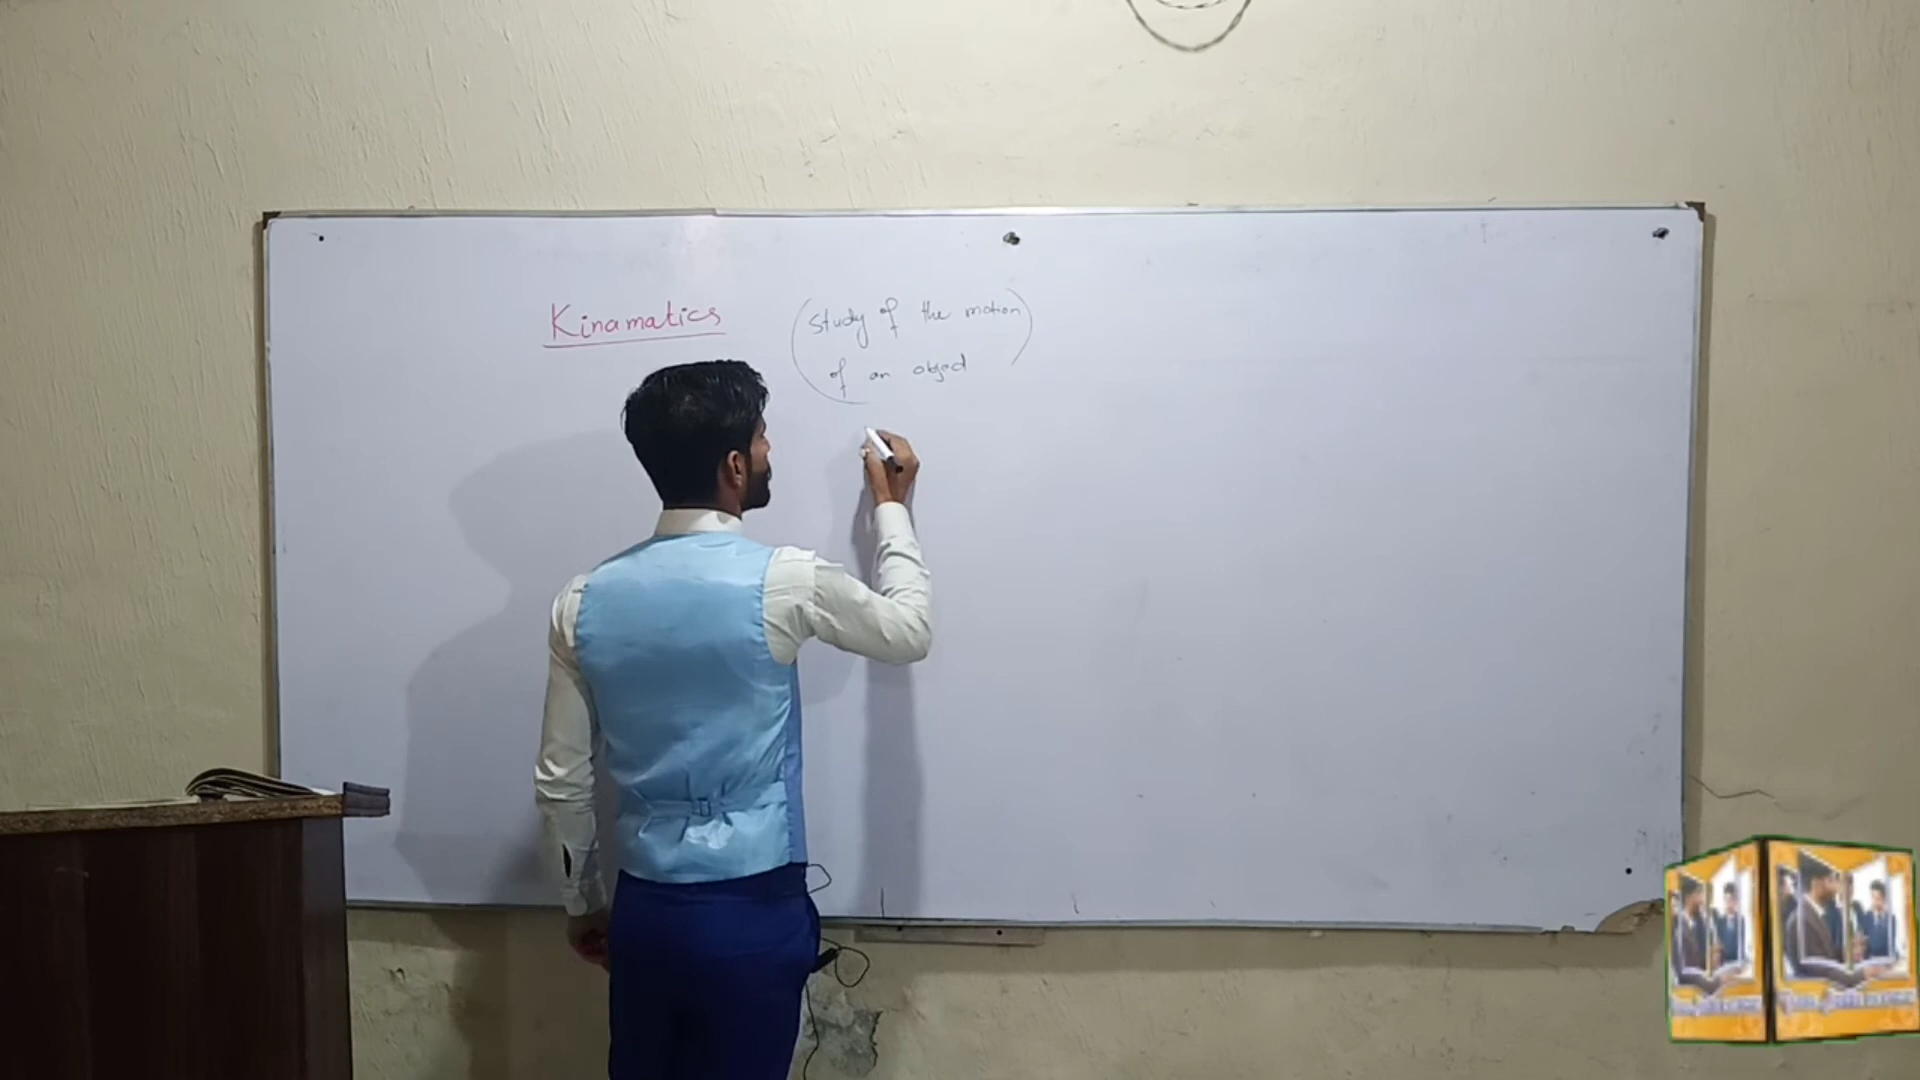 Kinamatics
(Study of the motion)
of an object